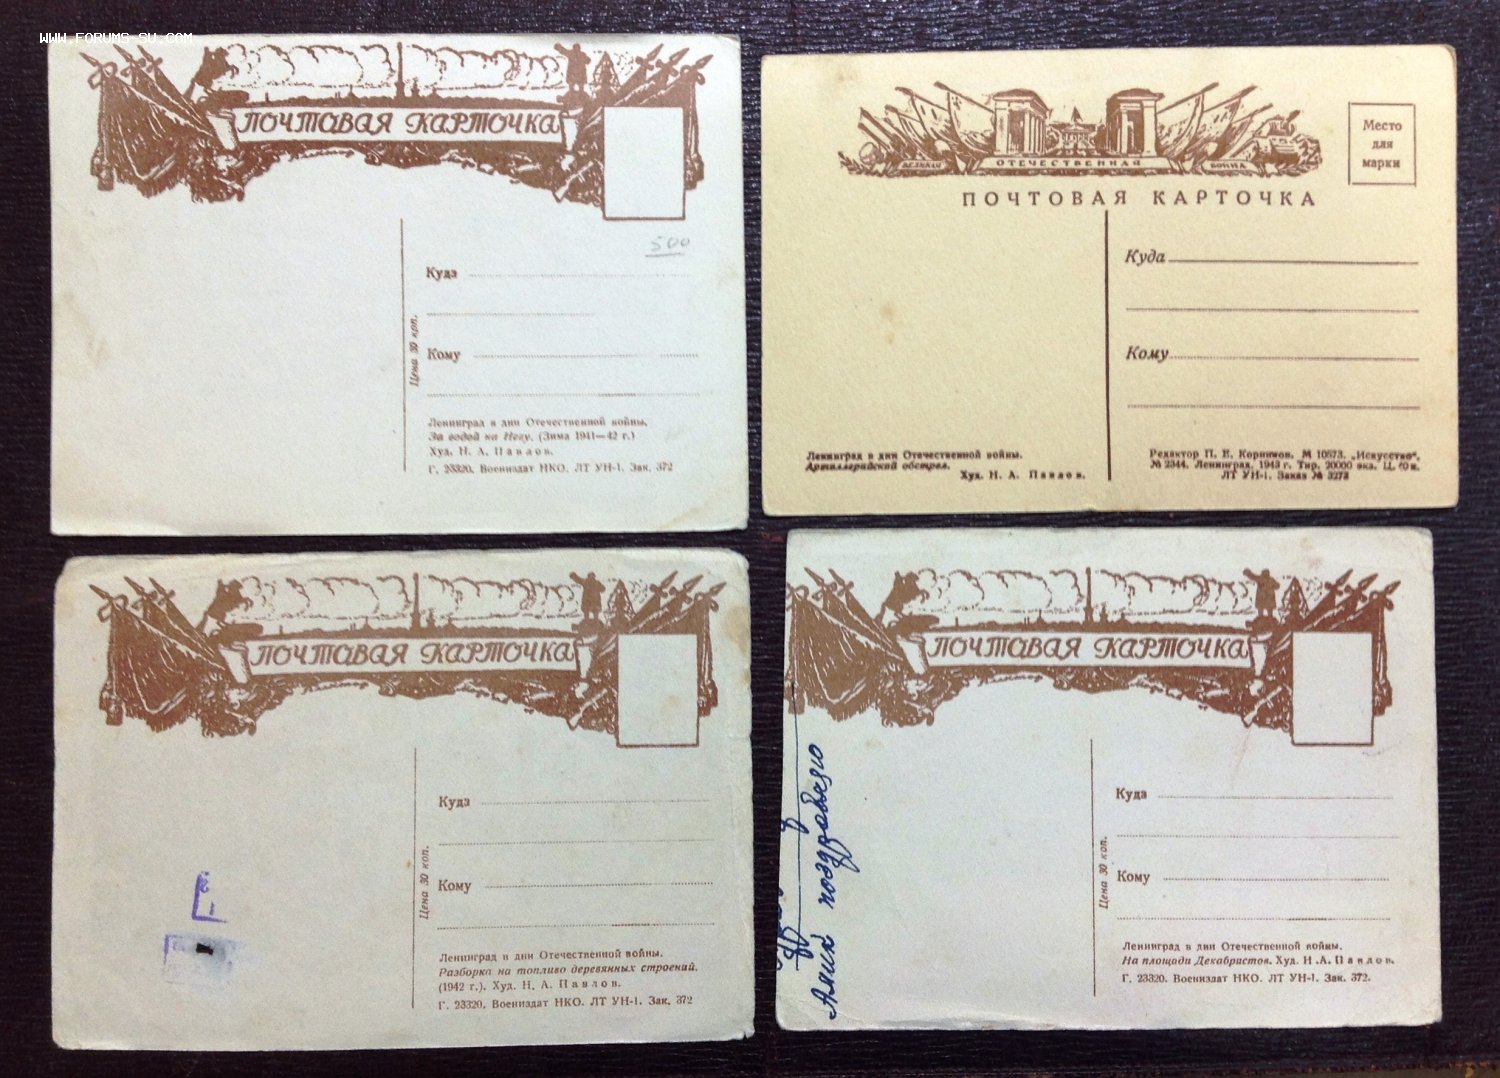 WWW.FORUMS-SU.COM
ПОЧТОВАЯ КАРТОЧКА
500
Куда
Кому
Цена 30 коп.
Ленинград в дни Отечественной войны.
За водой на Неву. (Зима 1941—42 г.)
Худ. Н. А. Павлов.
Г. 23320. Воениздат НКО. ЛТ УН-1. Зак. 372
ВЕЛИКАЯ ОТЕЧЕСТВЕННАЯ ВОЙНА
Место
для
марки
ПОЧТОВАЯ КАРТОЧКА
Куда
Кому
Ленинград в дни Отечественной войны.
Артиллерийский обстрел.
Худ. Н. А. Павлов.
Редактор П. Е. Корнилов. М 10573. „Искусство“.
№ 2344. Ленинград. 1943 г. Тир. 20000 экз. Ц. 60 к.
ЛТ УН-1. Заказ № 3273
ПОЧТОВАЯ КАРТОЧКА
Куда
Кому
Цена 30 коп.
Ленинград в дни Отечественной войны.
Разборка на топливо деревянных строений.
(1942 г.). Худ. Н. А. Павлов.
Г. 23320. Воениздат НКО. ЛТ УН-1. Зак. 372
ПОЧТОВАЯ КАРТОЧКА
поздравляю
Куда
Кому
Цена 30 коп.
Ленинград в дни Отечественной войны.
На площади Декабристов. Худ. Н. А. Павлов.
Г. 23320. Воениздат НКО. ЛТ УН-1. Зак. 372.